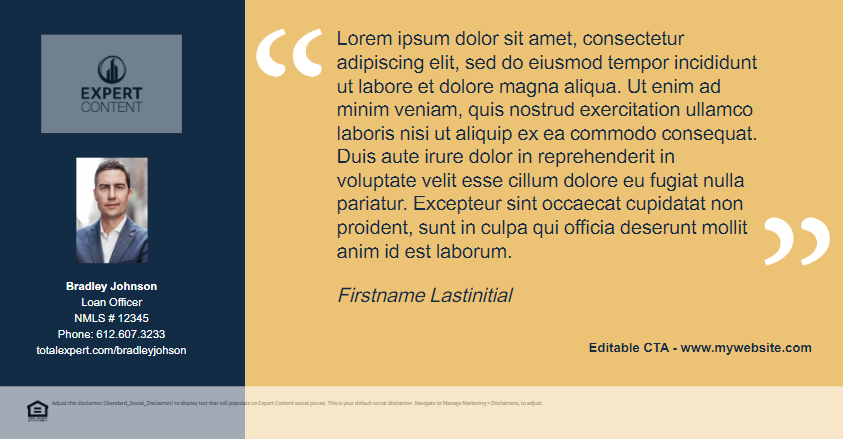 EXPERT
CONTENT
Bradley Johnson
Loan Officer
NMLS # 12345
Phone: 612.607.3233
totalexpert.com/bradleyjohson
Lorem ipsum dolor sit amet, consectetur
adipiscing elit, sed do eiusmod tempor incididunt
ut labore et dolore magna aliqua. Ut enim ad
minim veniam, quis nostrud exercitation ullamco
laboris nisi ut aliquip ex ea commodo consequat.
Duis aute irure dolor in reprehenderit in
voluptate velit esse cillum dolore eu fugiat nulla
pariatur. Excepteur sint occaecat cupidatat non
proident, sunt in culpa qui officia deserunt mollit
anim id est laborum.
Firstname Lastinitial
Editable CTA - www.mywebsite.com
Adjust this disclaimer (Standard_Social_Disclaimer) to display text that will populate on Expert Content social pieces. This is your default social disclaimer. Navigate to Manage Marketing > Disclaimers, to adjust.